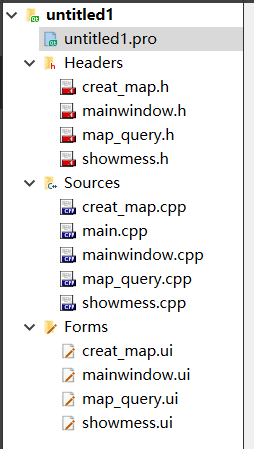 untitled1
untitled1.pro
Headers
creat_map.h
mainwindow.h
map_query.h
showmess.h
Sources
creat_map.cpp
main.cpp
mainwindow.cpp
map_query.cpp
showmess.cpp
Forms
creat_map.ui
mainwindow.ui
map_query.ui
showmess.ui